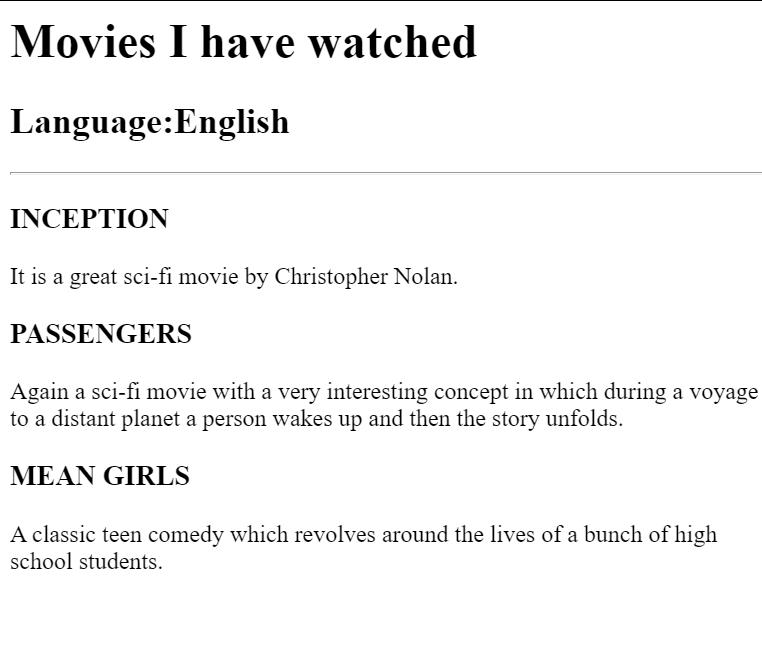 Movies I have watched
Language:English
INCEPTION
It is a great sci-fi movie by Christopher Nolan.
PASSENGERS
Again a sci-fi movie with a very interesting concept in which during a voyage
to a distant planet a person wakes up and then the story unfolds.
MEAN GIRLS
A classic teen comedy which revolves around the lives of a bunch of high
school students.